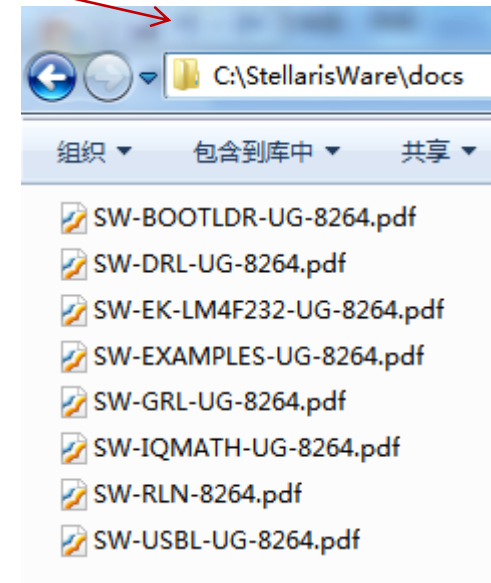 C:\StellarisWare\docs
组织 包含到库中 共享
SW-BOOTLDR-UG-8264.pdf
SW-DRL-UG-8264.pdf
SW-EK-LM4F232-UG-8264.pdf
SW-EXAMPLES-UG-8264.pdf
SW-GRL-UG-8264.pdf
SW-IQMATH-UG-8264.pdf
SW-RLN-8264.pdf
SW-USBL-UG-8264.pdf